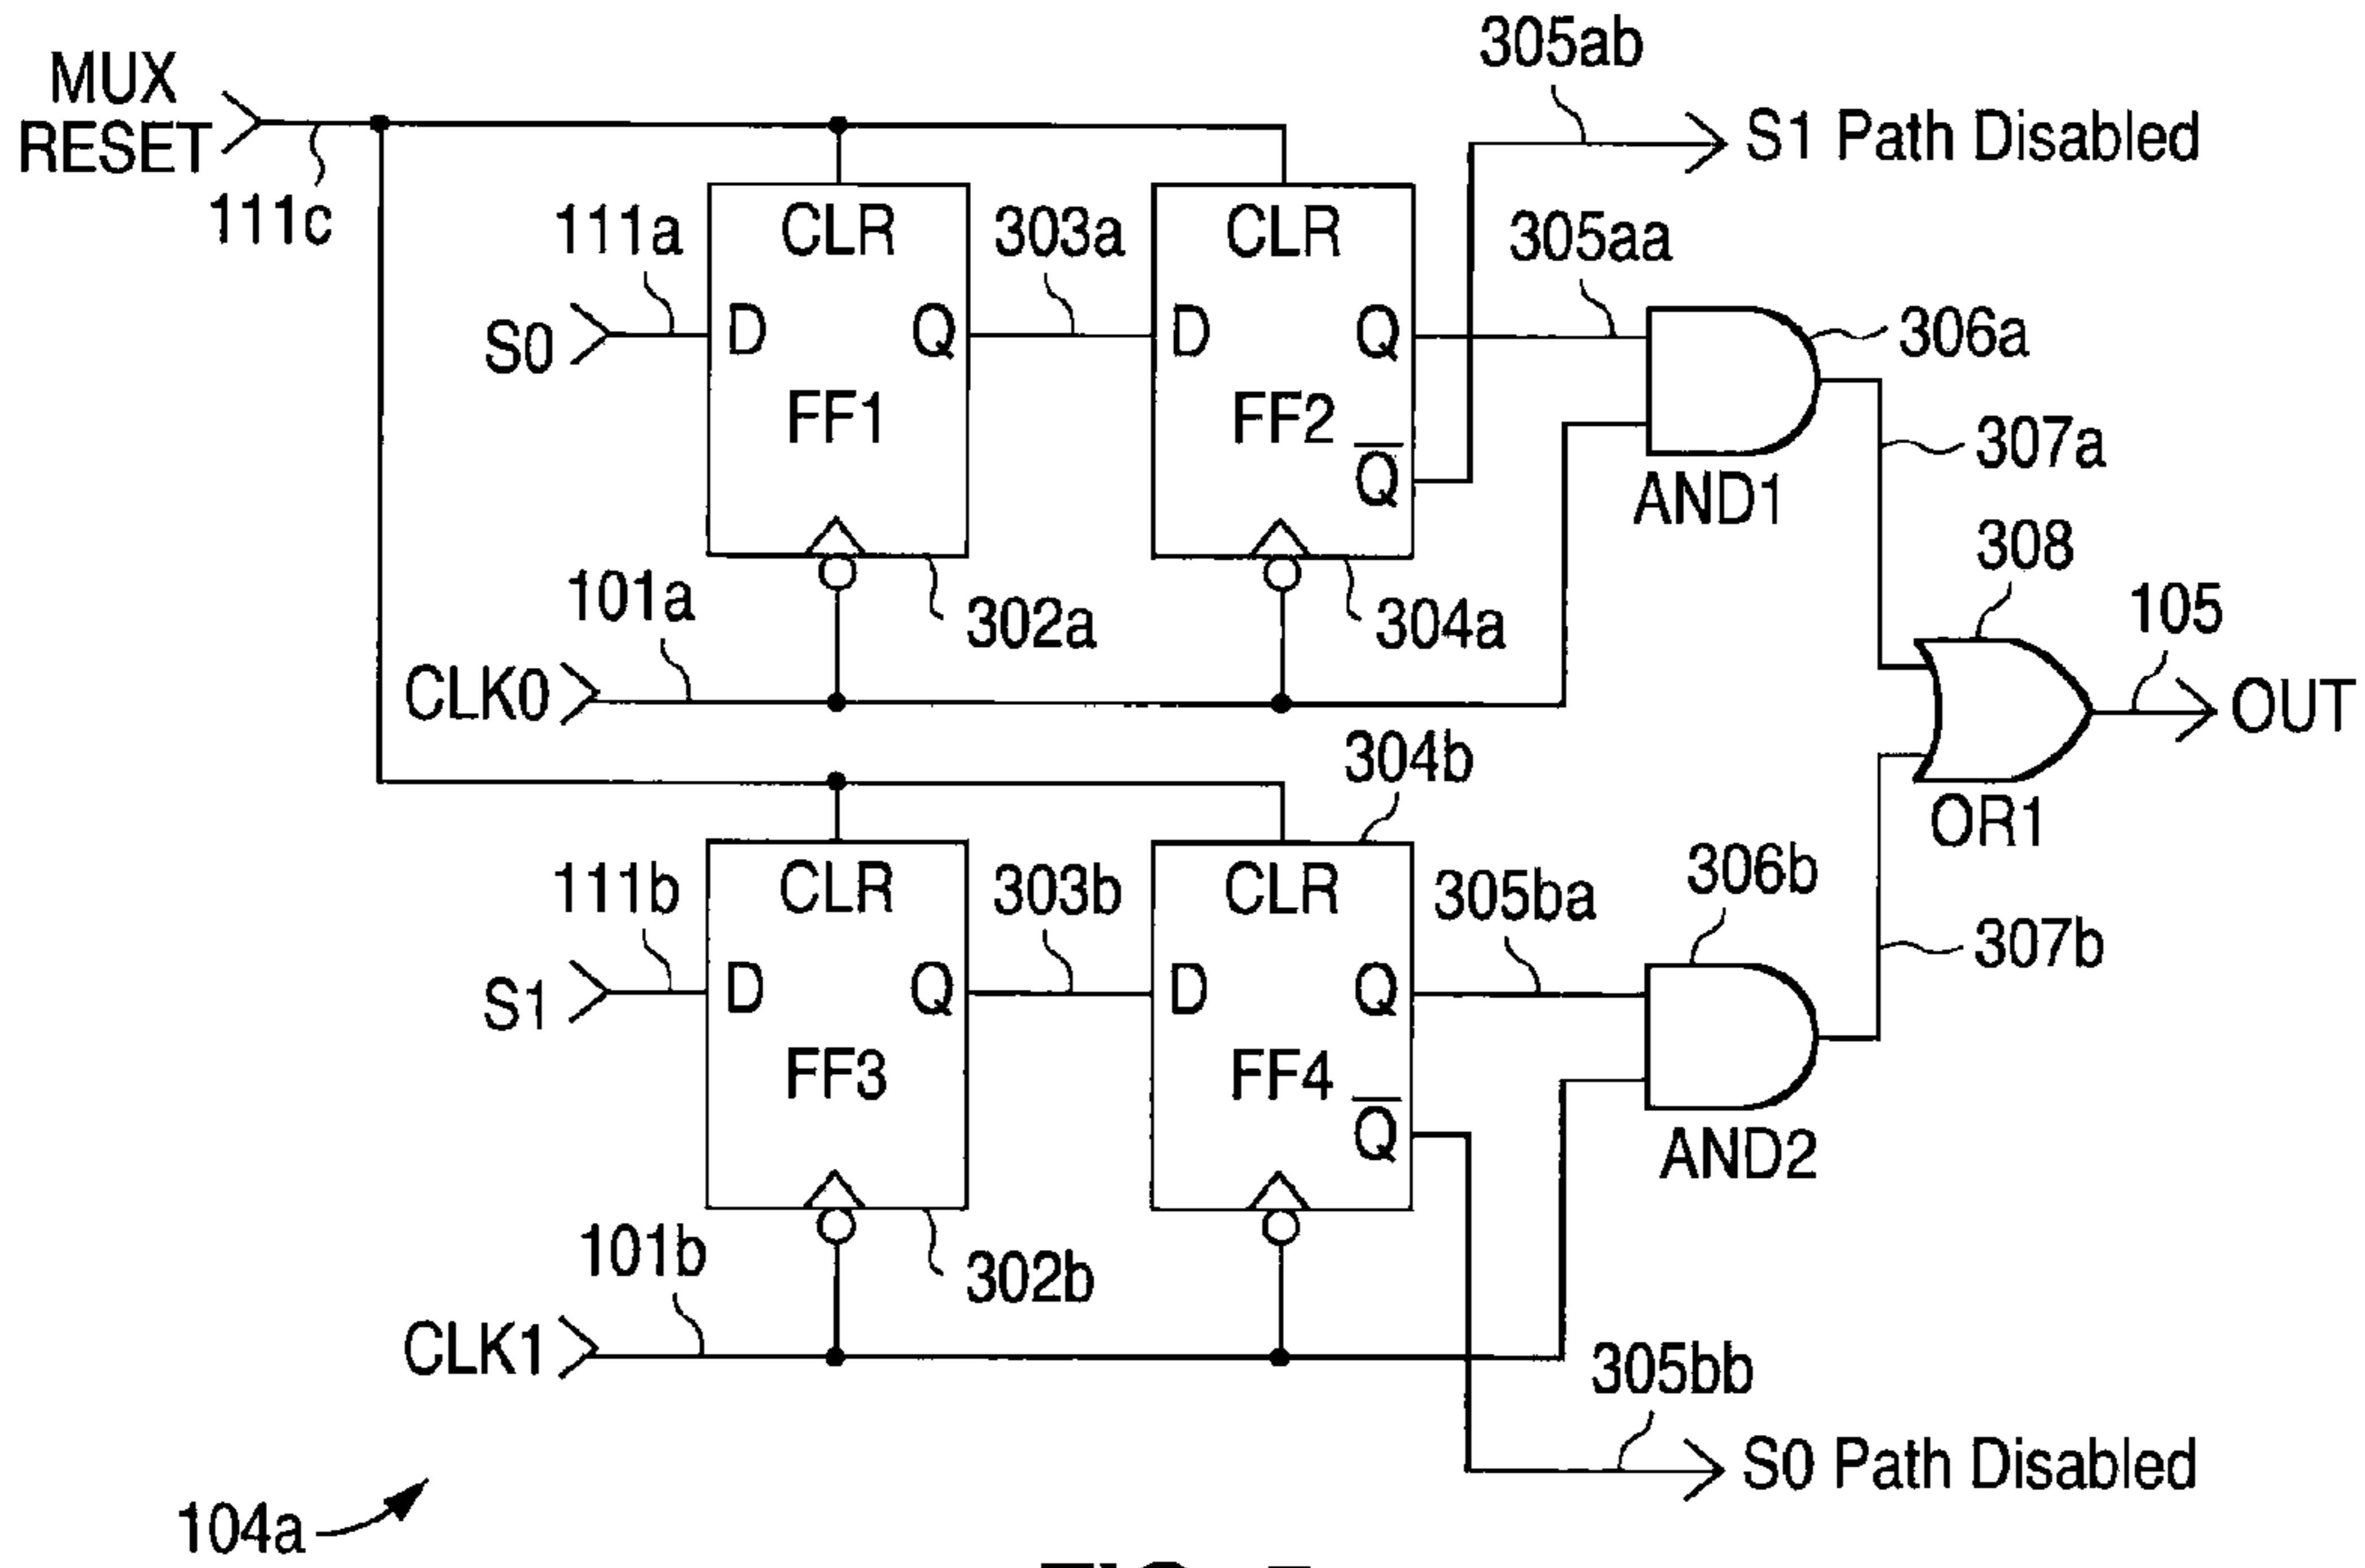 305ab
MUX
RESET
S1 Path Disabled
111c
111a
CLR
303a
CLR
305aa
S0
D
Q
D
Q
306a
FF1
FF2
Q
AND1
307a
308
101a
302a
304a
105
CLK0
OUT
304b
OR1
111b
CLR
303b
CLR
305ba
306b
307b
S1
D
Q
D
Q
FF3
FF4
Q
AND2
101b
302b
CLK1
305bb
S0 Path Disabled
104a